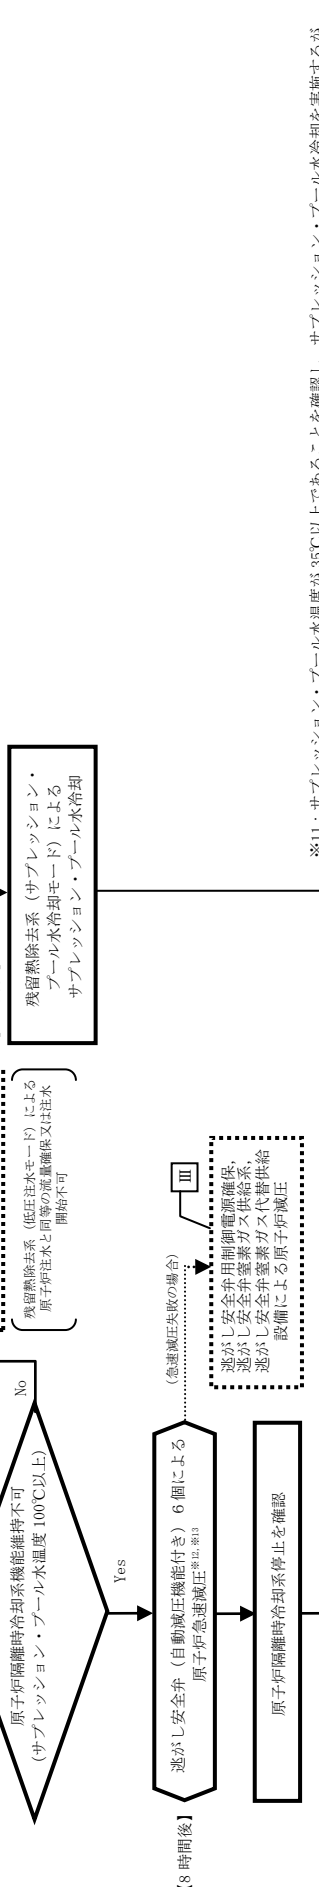 原子炉隔離時冷却系機能維持不可
(サプレッション・プール水温度 100℃以上)
No
Yes
残留熱除去系（低圧注水モード）による
原子炉注水と同等の流量確保又は注水
開始不可
残留熱除去系（サプレッション・
プール水冷却モード）による
サプレッション・プール水冷却
【8 時間後】
逃がし安全弁（自動減圧機能付き）６個による
原子炉急速減圧※12, ※13
（急速減圧失敗の場合）
Ⅲ
逃がし安全弁用制御電源確保，
逃がし安全弁窒素ガス供給系，
逃がし安全弁窒素ガス代替供給
設備による原子炉減圧
原子炉隔離時冷却系停止を確認
※11：サプレッション・プール水温度が 35℃以上であることを確認し，サプレッション・プール水冷却を実施するが